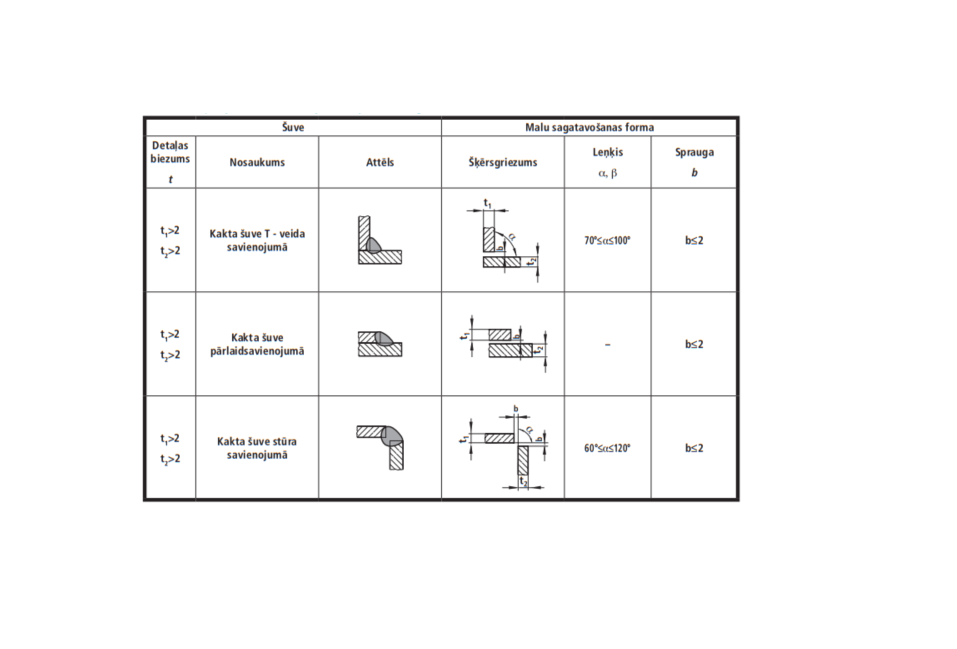 Šuve
Malu sagatavošanas forma
Detaļas
biezums
t
Nosaukums
Attēls
Šķērsgriezums
Leņķis
α, β
Sprauga
b
t₁>2
t₂>2
Kakta šuve T - veida
savienojumā
t₁
α
b
t₂
70°≤α≤100°
b≤2
t₁>2
t₂>2
Kakta šuve
pārlaidsavienojumā
t₁
b
t₂
–
b≤2
t₁>2
t₂>2
Kakta šuve stūra
savienojumā
b
α
t₁
b
t₂
60°≤α≤120°
b≤2